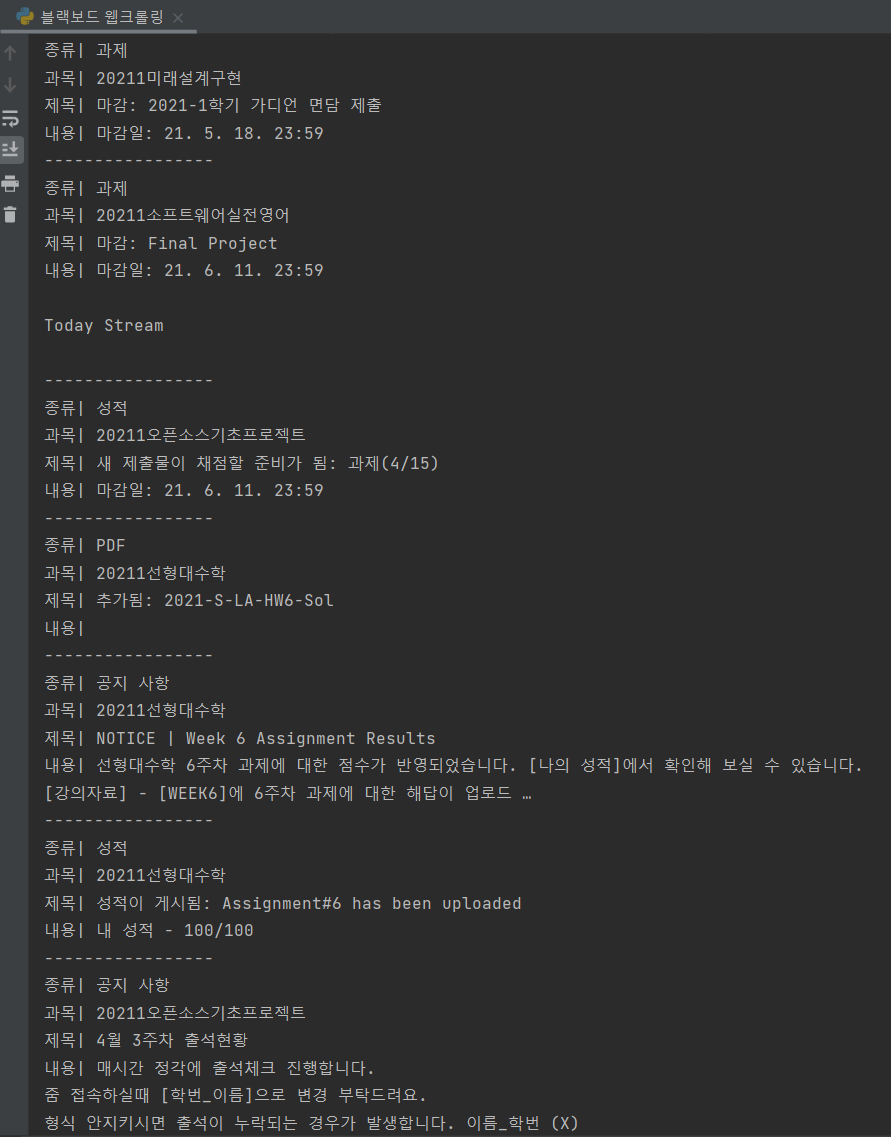 블랙보드 웹크롤링
종류| 과제
과목| 20211미래설계구현
제목| 마감: 2021-1학기 가디언 면담 제출
내용| 마감일: 21. 5. 18. 23:59
-----------------
종류| 과제
과목| 20211소프트웨어실전영어
제목| 마감: Final Project
내용| 마감일: 21. 6. 11. 23:59
Today Stream
-----------------
종류| 성적
과목| 20211오픈소스기초프로젝트
제목| 새 제출물이 채점할 준비가 됨: 과제(4/15)
내용| 마감일: 21. 6. 11. 23:59
-----------------
종류| PDF
과목| 20211선형대수학
제목| 추가됨: 2021-S-LA-HW6-Sol
내용|
-----------------
종류| 공지 사항
과목| 20211선형대수학
제목| NOTICE | Week 6 Assignment Results
내용| 선형대수학 6주차 과제에 대한 점수가 반영되었습니다. [나의 성적]에서 확인해 보실 수 있습니다.
[강의자료] - [WEEK6]에 6주차 과제에 대한 해답이 업로드 …
-----------------
종류| 성적
과목| 20211선형대수학
제목| 성적이 게시됨: Assignment#6 has been uploaded
내용| 내 성적 - 100/100
-----------------
종류| 공지 사항
과목| 20211오픈소스기초프로젝트
제목| 4월 3주차 출석현황
내용| 매시간 정각에 출석체크 진행합니다.
줌 접속하실때 [학번_이름]으로 변경 부탁드려요.
형식 안지키시면 출석이 누락되는 경우가 발생합니다. 이름_학번 (X)